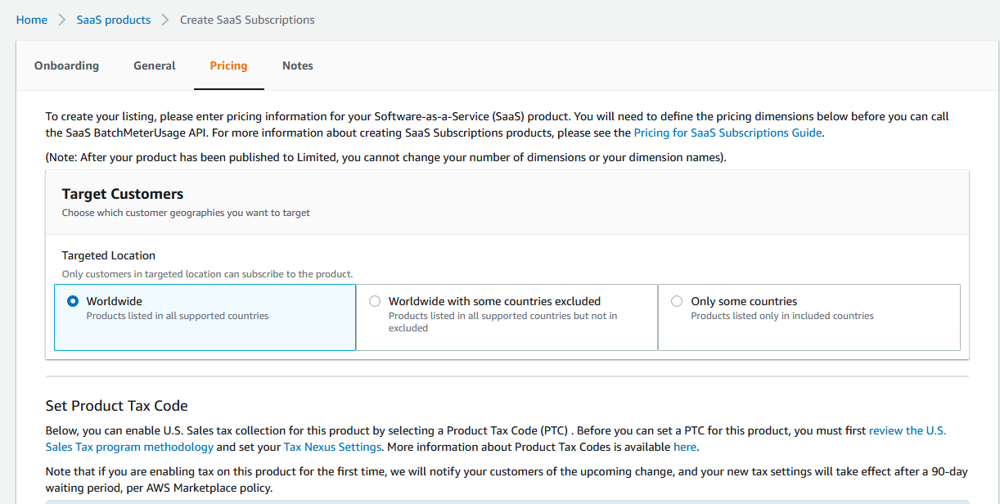 Home > SaaS products > Create SaaS Subscriptions
Onboarding General Pricing Notes
To create your listing, please enter pricing information for your Software-as-a-Service (SaaS) product. You will need to define the pricing dimensions below before you can call
the SaaS BatchMeterUsage API. For more information about creating SaaS Subscriptions products, please see the Pricing for SaaS Subscriptions Guide.
(Note: After your product has been published to Limited, you cannot change your number of dimensions or your dimension names).
Target Customers
Choose which customer geographies you want to target
Targeted Location
Only customers in targeted location can subscribe to the product.
Worldwide
Products listed in all supported countries
Worldwide with some countries excluded
Products listed in all supported countries but not in
excluded
Only some countries
Products listed only in included countries
Set Product Tax Code
Below, you can enable U.S. Sales tax collection for this product by selecting a Product Tax Code (PTC) . Before you can set a PTC for this product, you must first review the U.S.
Sales Tax program methodology and set your Tax Nexus Settings. More information about Product Tax Codes is available here.
Note that if you are enabling tax on this product for the first time, we will notify your customers of the upcoming change, and your new tax settings will take effect after a 90-day
waiting period, per AWS Marketplace policy.